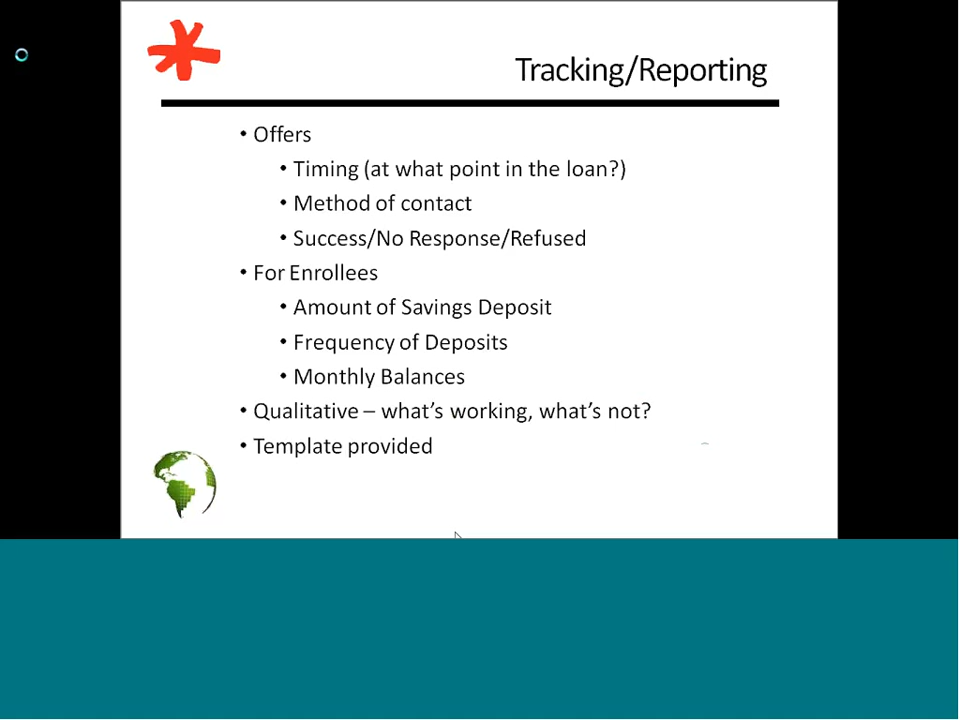 Tracking/Reporting
• Offers
• Timing (at what point in the loan?)
• Method of contact
• Success/No Response/Refused
• For Enrollees
• Amount of Savings Deposit
• Frequency of Deposits
• Monthly Balances
• Qualitative – what's working, what's not?
• Template provided